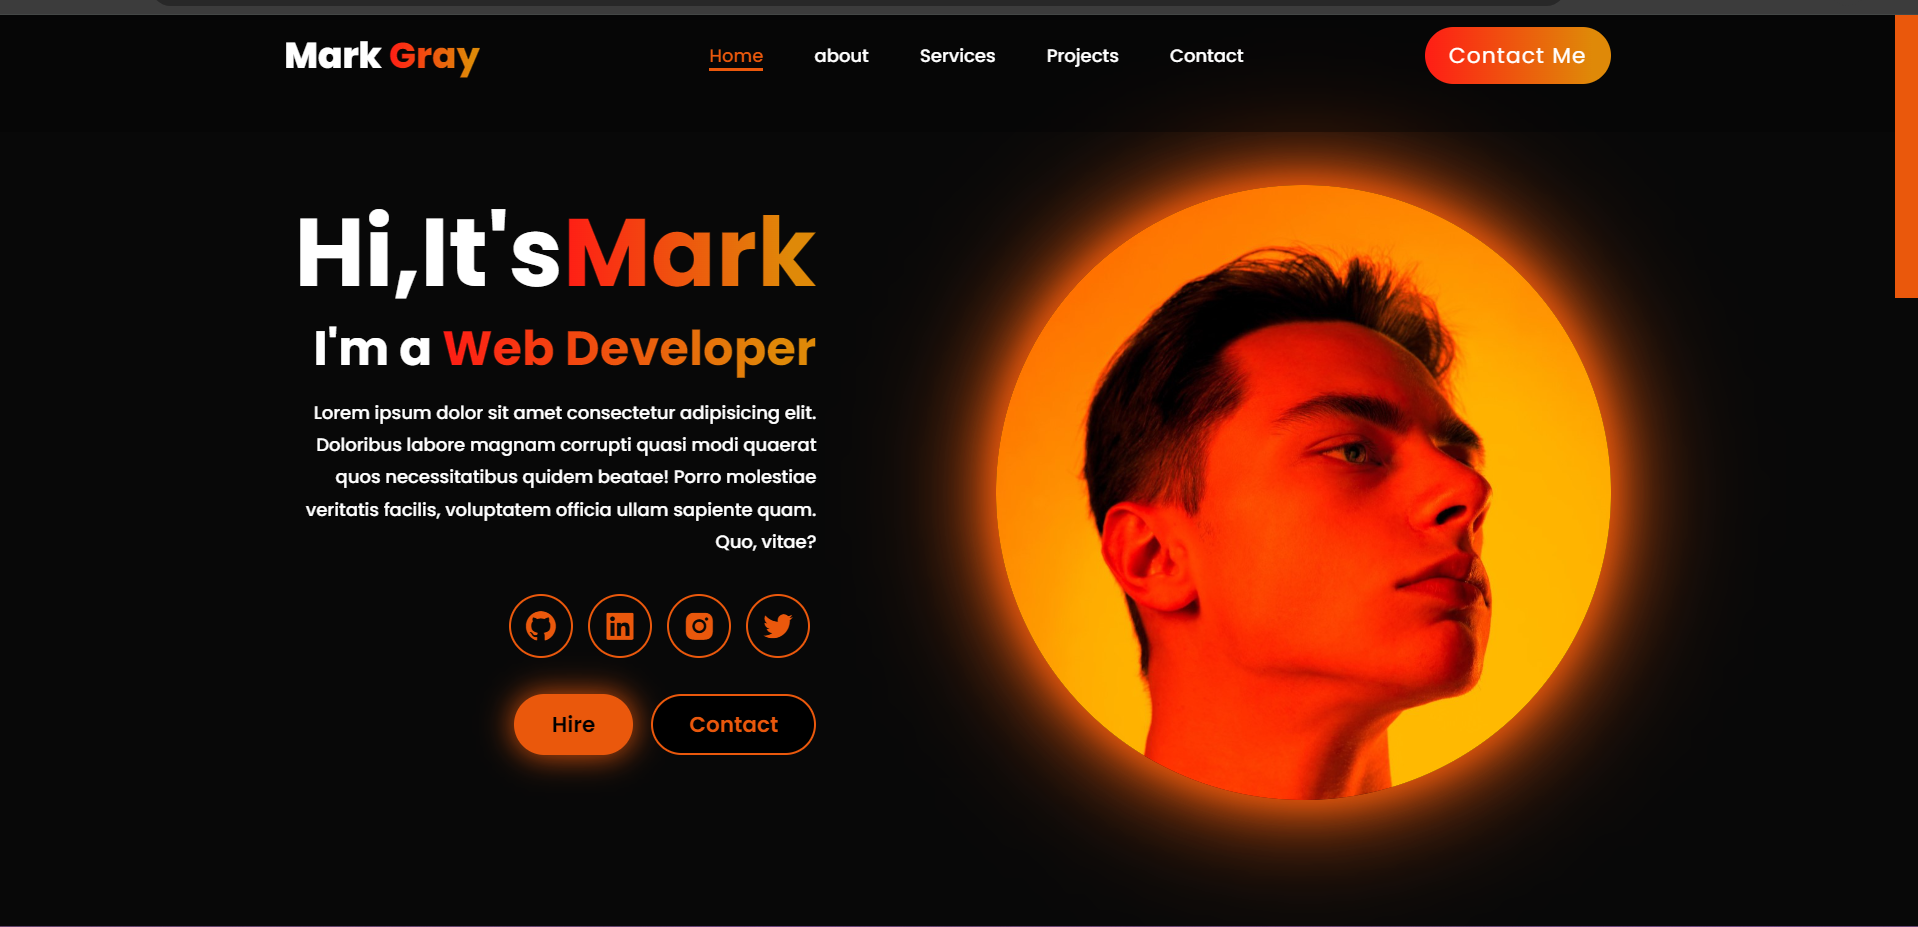 Mark Gray
Home about Services Projects Contact
Contact Me
Hi,It'sMark
I'm a Web Developer
Lorem ipsum dolor sit amet consectetur adipisicing elit.
Doloribus labore magnam corrupti quasi modi quaerat
quos necessitatibus quidem beatae! Porro molestiae
veritatis facilis, voluptatem officia ullam sapiente quam.
Quo, vitae?
in
Hire
Contact